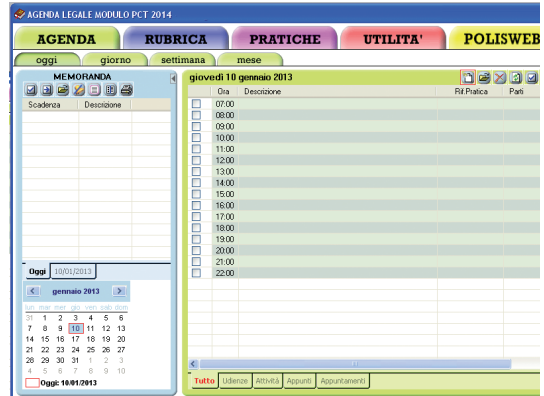 AGENDA LEGALE MODULO PCT 2014
AGENDA RUBRICA PRATICHE UTILITA' POLISWEB
oggi giorno settimana mese
MEMORANDA
Scadenza Descrizione
Oggi 10/01/2013
gennaio 2013
lun mar mer gio ven sab dom
31 1 2 3 4 5 6
7 8 9 10 11 12 13
14 15 16 17 18 19 20
21 22 23 24 25 26 27
28 29 30 31 1 2 3
4 5 6 7 8 9 10
Oggi: 10/01/2013
giovedì 10 gennaio 2013
Ora Descrizione Rif.Pratica Parti
07:00
08:00
09:00
10:00
11:00
12:00
13:00
14:00
15:00
16:00
17:00
18:00
19:00
20:00
21:00
22:00
Tutto Udienze Attività Appunti Appuntamenti